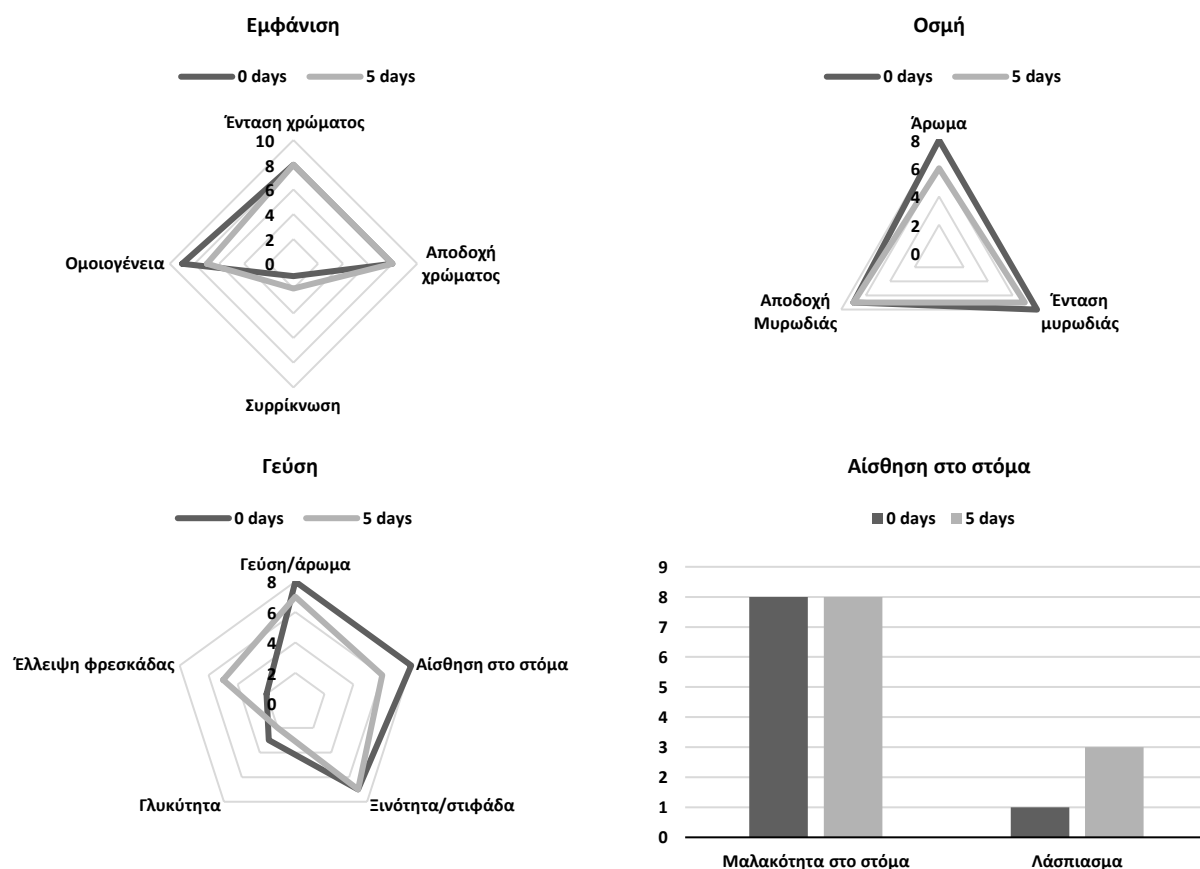 Εμφάνιση
0 days 5 days
Ένταση χρώματος
10
8
6
4
2
0
Ομοιογένεια
Αποδοχή
χρώματος
Συρρίκνωση
Οσμή
0 days 5 days
Άρωμα
8
6
4
2
0
Αποδοχή
Μυρωδιάς
Ένταση
μυρωδιάς
Γεύση
0 days 5 days
Γεύση/άρωμα
8
6
4
2
0
Έλλειψη φρεσκάδας
Αίσθηση στο στόμα
Γλυκύτητα
Ξινότητα/στιφάδα
Αίσθηση στο στόμα
0 days 5 days
9
8
7
6
5
4
3
2
1
0
Μαλακότητα στο στόμα
Λάσπιασμα